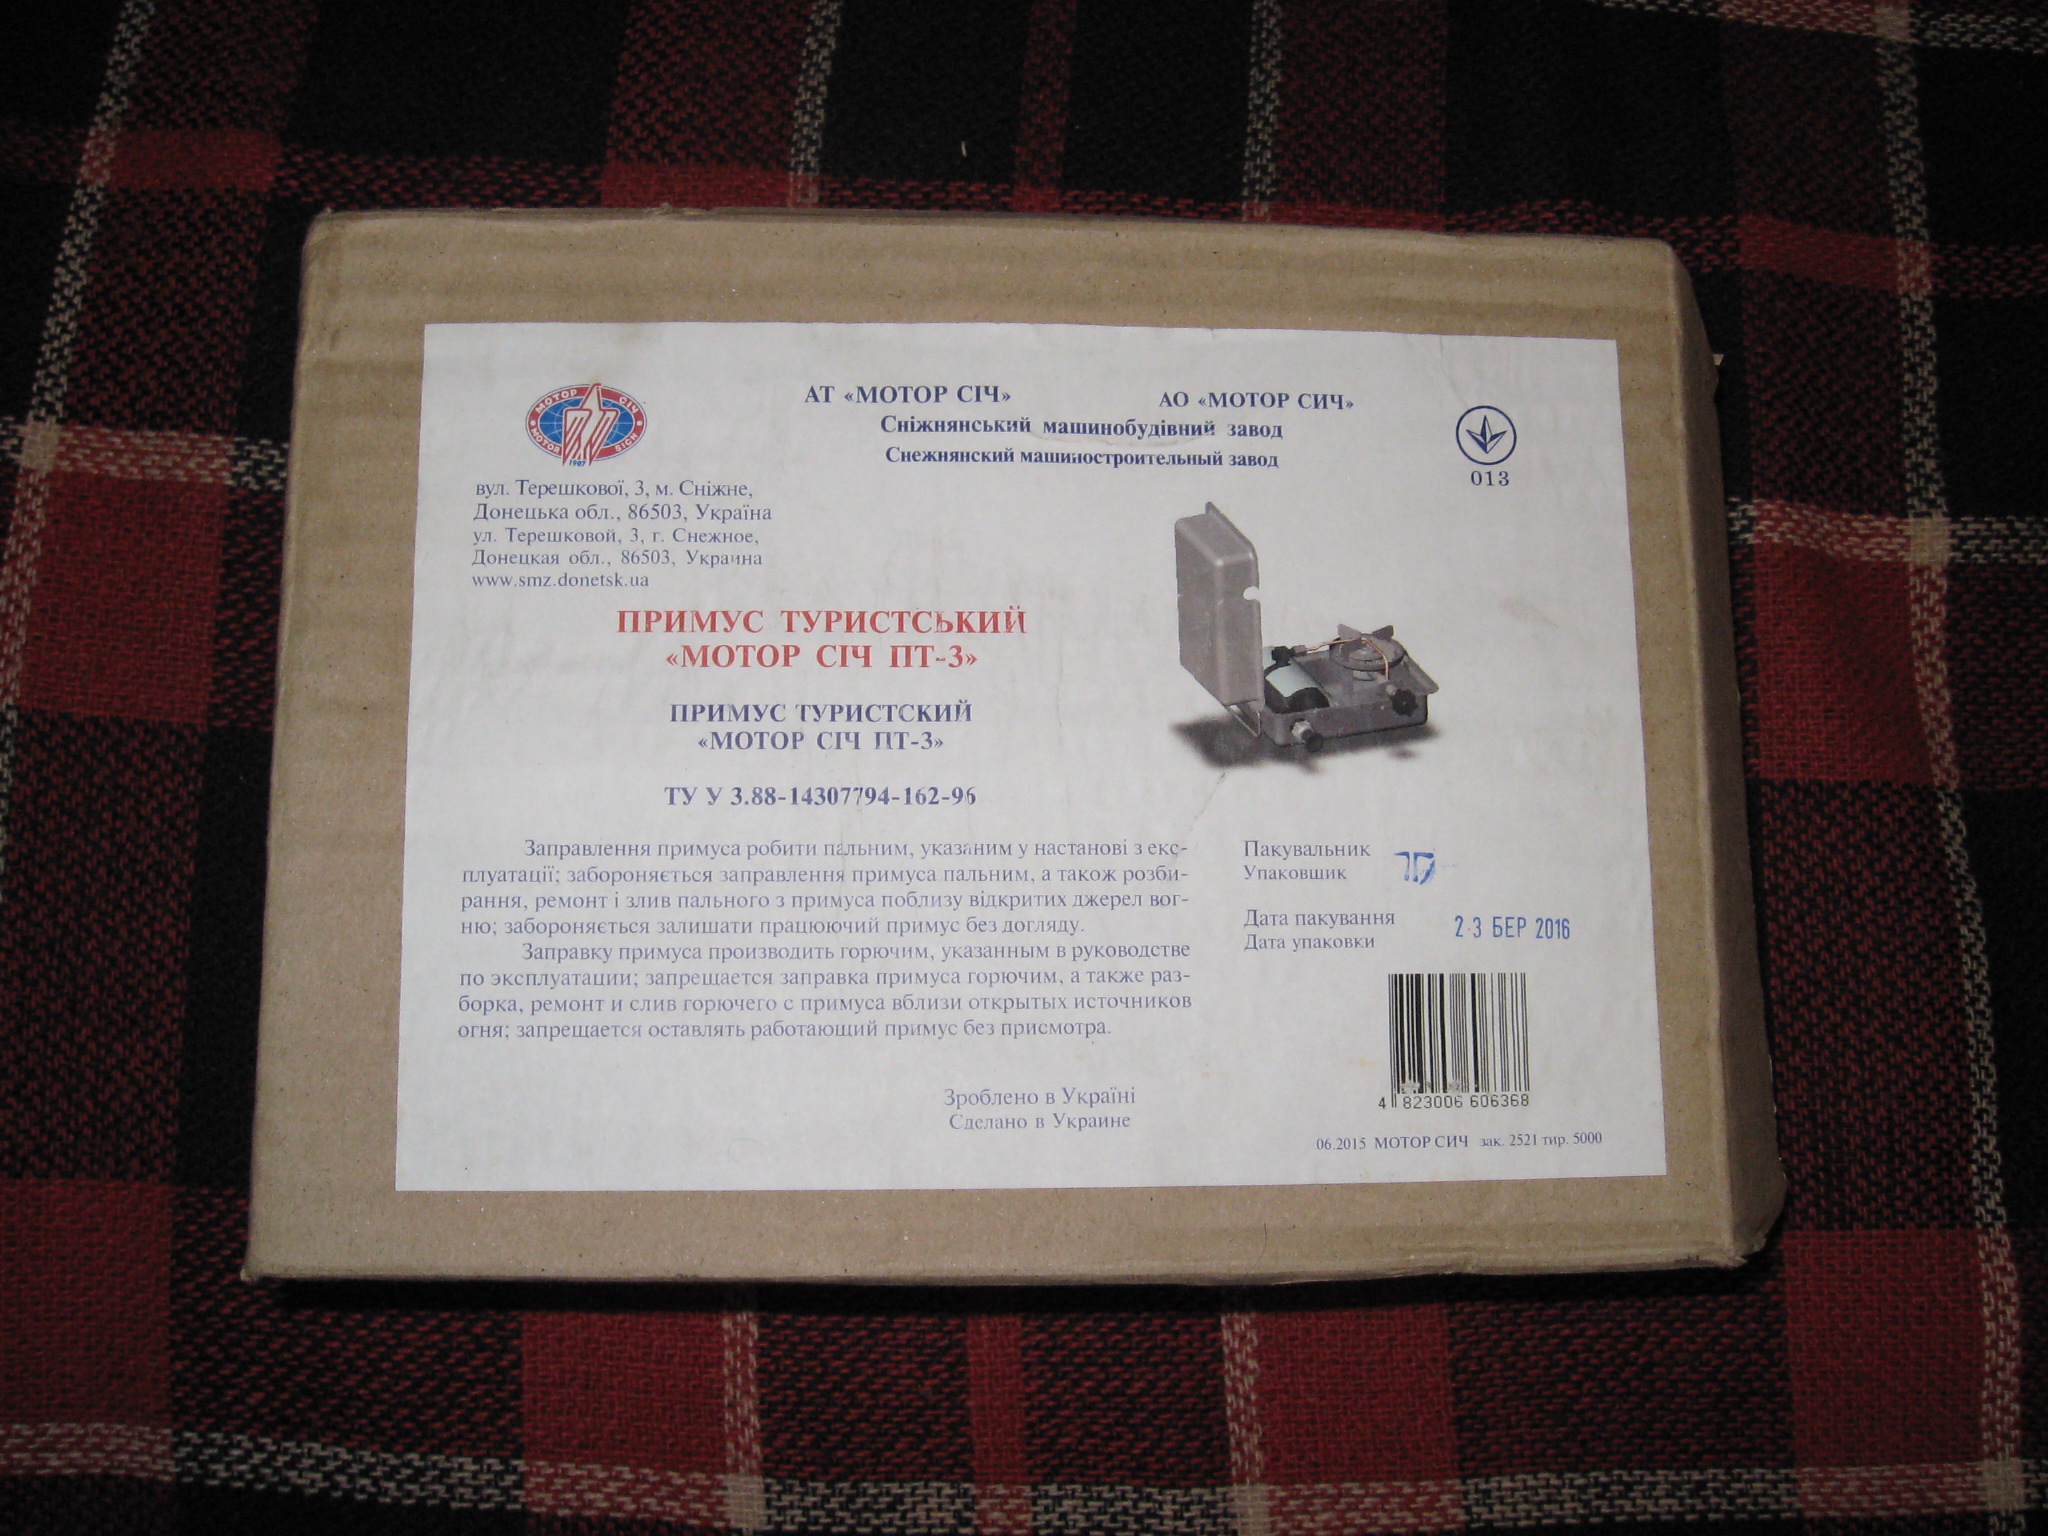 МОТОР СІЧ
MOTOR SICH
1907
АТ «МОТОР СІЧ» АО «МОТОР СИЧ»
Сніжнянський машинобудівний завод
Снежнянский машиностроительный завод
013
вул. Терешкової, 3, м. Сніжне,
Донецька обл., 86503, Україна
ул. Терешковой, 3, г. Снежное,
Донецкая обл., 86503, Украина
www.smz.donetsk.ua
ПРИМУС ТУРИСТСЬКИЙ
«МОТОР СІЧ ПТ-3»
ПРИМУС ТУРИСТСКИЙ
«МОТОР СІЧ ПТ-3»
ТУ У 3.88-14307794-162-96
Заправлення примуса робити пальним, указаним у настанові з екс-
плуатації; забороняється заправлення примуса пальним, а також розби-
рання, ремонт і злив пального з примуса поблизу відкритих джерел вог-
ню; забороняється залишати працюючий примус без догляду.
Заправку примуса производить горючим, указанным в руководстве
по эксплуатации; запрещается заправка примуса горючим, а также раз-
борка, ремонт и слив горючего с примуса вблизи открытых источников
огня; запрещается оставлять работающий примус без присмотра.
Пакувальник
Упаковщик
Дата пакування
Дата упаковки
23 БЕР 2016
4 823006 606368
Зроблено в Україні
Сделано в Украине
06.2015 МОТОР СИЧ зак. 2521 тир. 5000